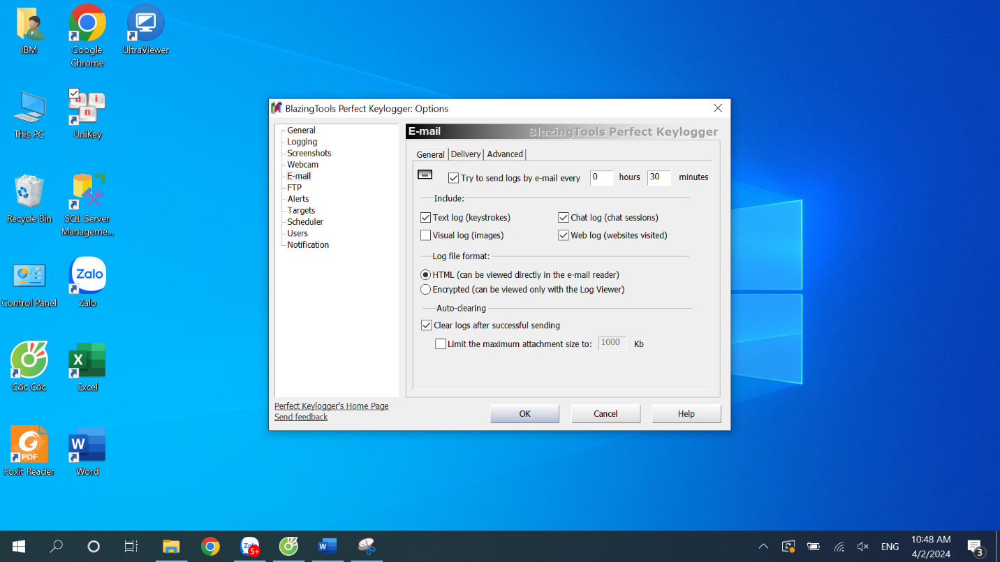 IBM
Google
Chrome
UltraViewer
This PC
UniKey
Recycle Bin
SQL Server
Manageme...
Control Panel
Zalo
Zalo
Cốc Cốc
Excel
Foxit Reader
PDF
Word
BlazingTools Perfect Keylogger: Options
General
Logging
Screenshots
Webcam
E-mail
FTP
Alerts
Targets
Scheduler
Users
Notification
E-mail
BlazingTools Perfect Keylogger
General
Delivery
Advanced
Try to send logs by e-mail every 0 hours 30 minutes
Include:
Text log (keystrokes)
Chat log (chat sessions)
Visual log (images)
Web log (websites visited)
Log file format:
HTML (can be viewed directly in the e-mail reader)
Encrypted (can be viewed only with the Log Viewer)
Auto-clearing
Clear logs after successful sending
Limit the maximum attachment size to: 1000 Kb
Perfect Keylogger's Home Page
Send feedback
OK
Cancel
Help
5+
ENG
10:48 AM
4/2/2024
3